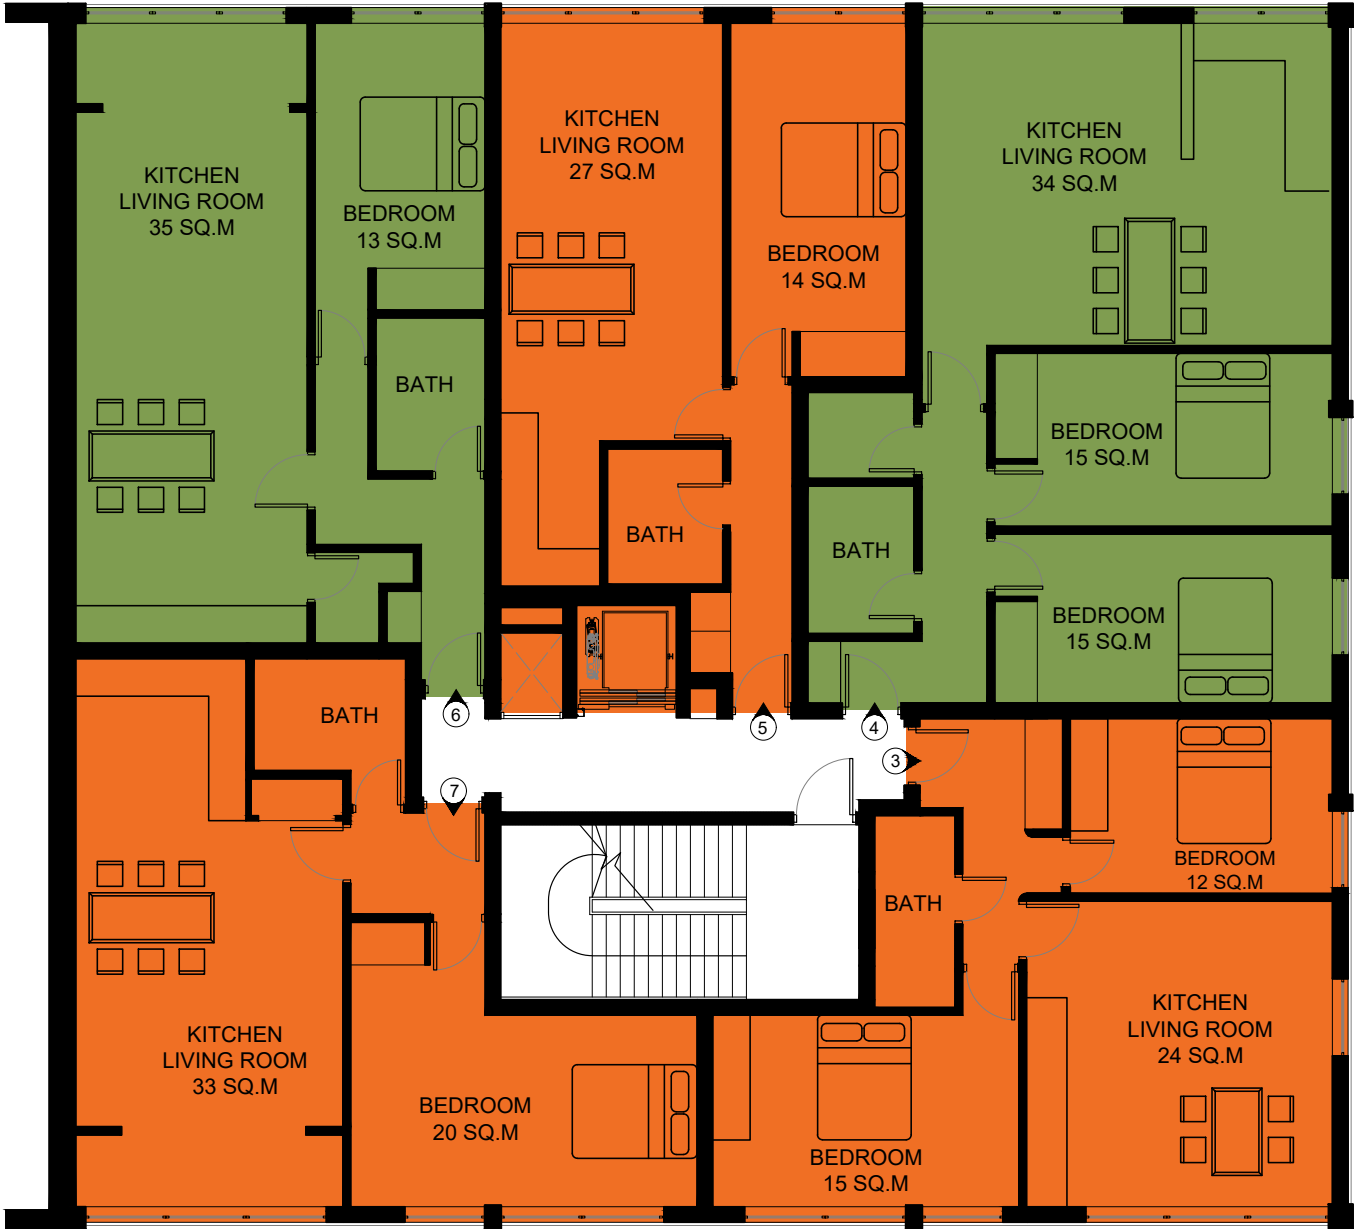 KITCHEN
LIVING ROOM
35 SQ.M
BEDROOM
13 SQ.M
BATH
KITCHEN
LIVING ROOM
27 SQ.M
BEDROOM
14 SQ.M
BATH
KITCHEN
LIVING ROOM
34 SQ.M
BEDROOM
15 SQ.M
BATH
BEDROOM
15 SQ.M
6
5
4
3
7
BATH
KITCHEN
LIVING ROOM
33 SQ.M
BEDROOM
20 SQ.M
BATH
BEDROOM
12 SQ.M
BEDROOM
15 SQ.M
KITCHEN
LIVING ROOM
24 SQ.M